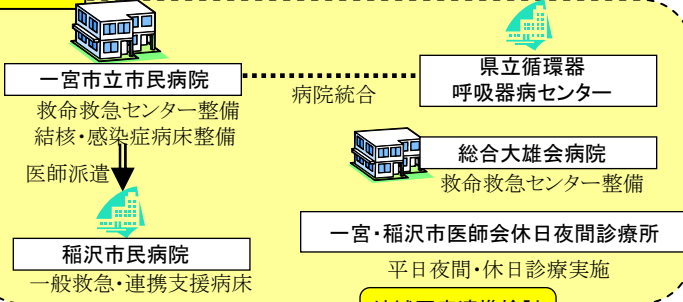 一宮市立市民病院
救命救急センター整備
結核・感染症病床整備
病院統合
県立循環器
呼吸器病センター
医師派遣
総合大雄会病院
救命救急センター整備
稲沢市民病院
一般救急・連携支援病床
一宮・稲沢市医師会休日夜間診療所
平日夜間・休日診療実施